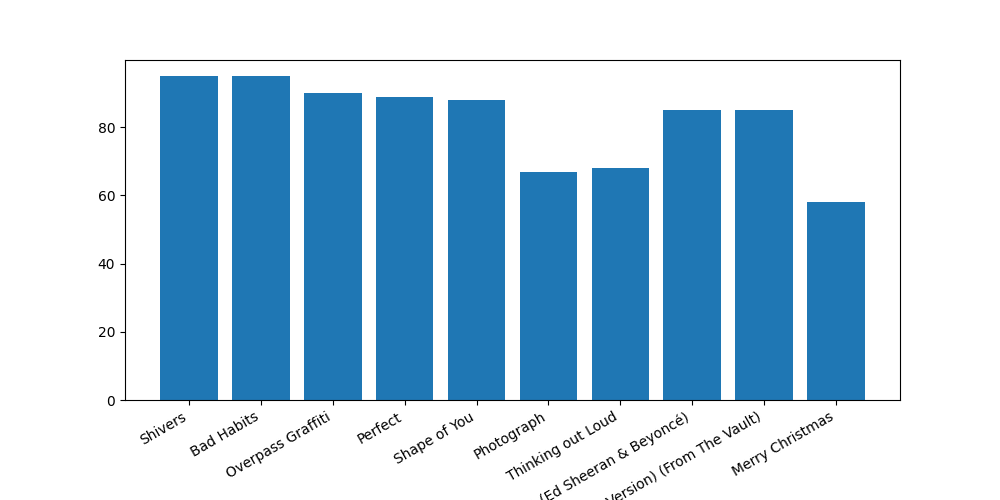 80
60
40
20
0
Shivers
Bad Habits
Overpass Graffiti
Perfect
Shape of You
Photograph
Thinking out Loud
(Ed Sheeran & Beyoncé)
Version) (From The Vault)
Merry Christmas